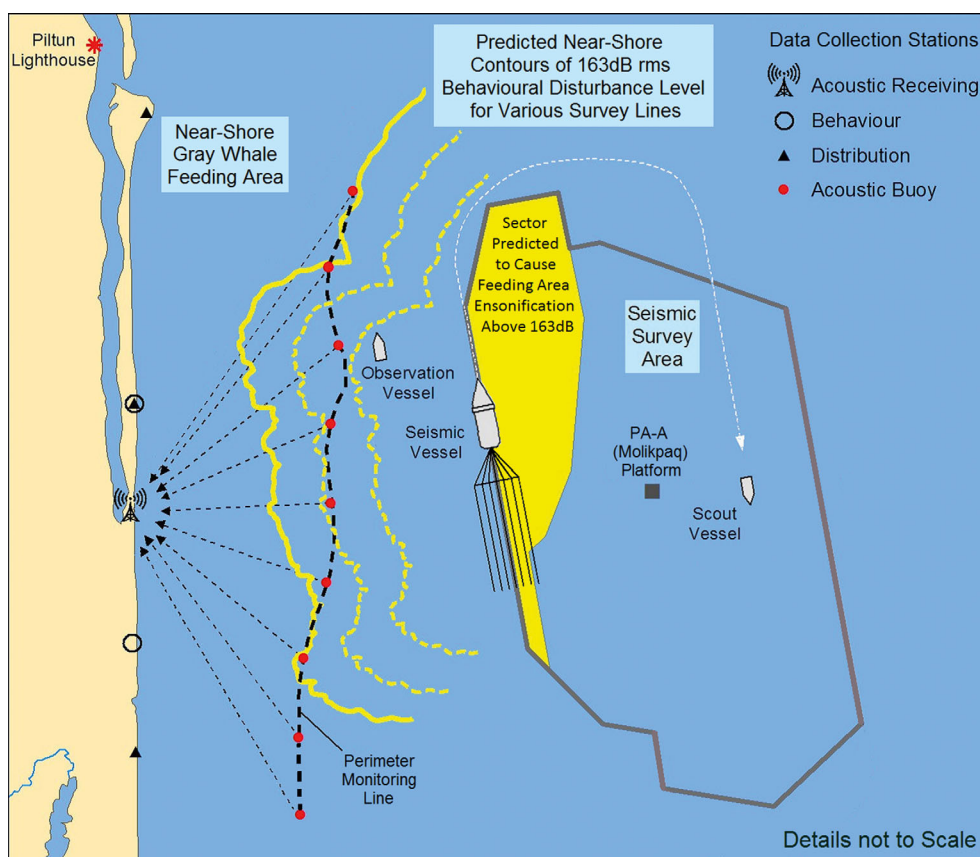 Piltun
Lighthouse
Near-Shore
Gray Whale
Feeding Area
Predicted Near-Shore
Contours of 163dB rms
Behavioural Disturbance Level
for Various Survey Lines
Data Collection Stations
Acoustic Receiving
Behaviour
Distribution
Acoustic Buoy
Sector
Predicted
to Cause
Feeding Area
Ensonification
Above 163dB
Seismic
Survey
Area
Observation
Vessel
Seismic
Vessel
PA-A
(Molikpaq)
Platform
Scout
Vessel
Perimeter
Monitoring
Line
Details not to Scale